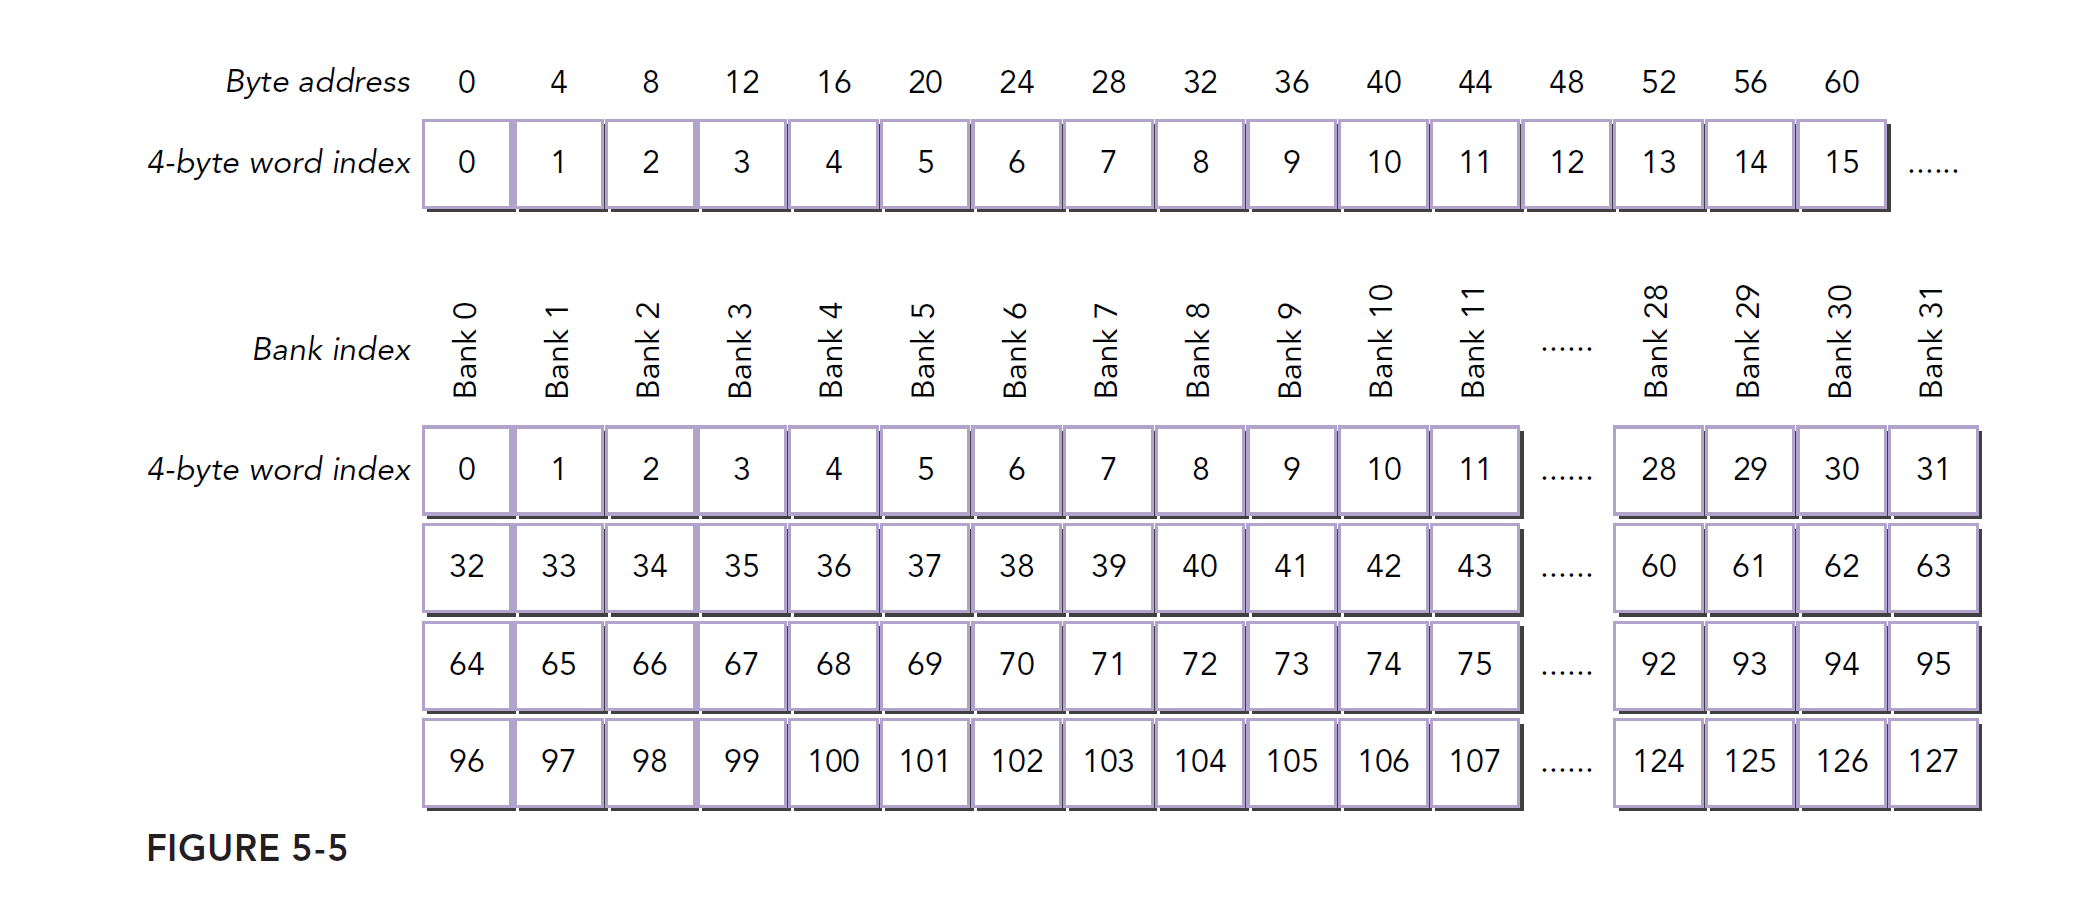 Byte address 0 4 8 12 16 20 24 28 32 36 40 44 48 52 56 60
4-byte word index 0 1 2 3 4 5 6 7 8 9 10 11 12 13 14 15 ......
Bank index Bank 0 Bank 1 Bank 2 Bank 3 Bank 4 Bank 5 Bank 6 Bank 7 Bank 8 Bank 9 Bank 10 Bank 11 ...... Bank 28 Bank 29 Bank 30 Bank 31
4-byte word index 0 1 2 3 4 5 6 7 8 9 10 11 ...... 28 29 30 31
32 33 34 35 36 37 38 39 40 41 42 43 ...... 60 61 62 63
64 65 66 67 68 69 70 71 72 73 74 75 ...... 92 93 94 95
96 97 98 99 100 101 102 103 104 105 106 107 ...... 124 125 126 127
FIGURE 5-5